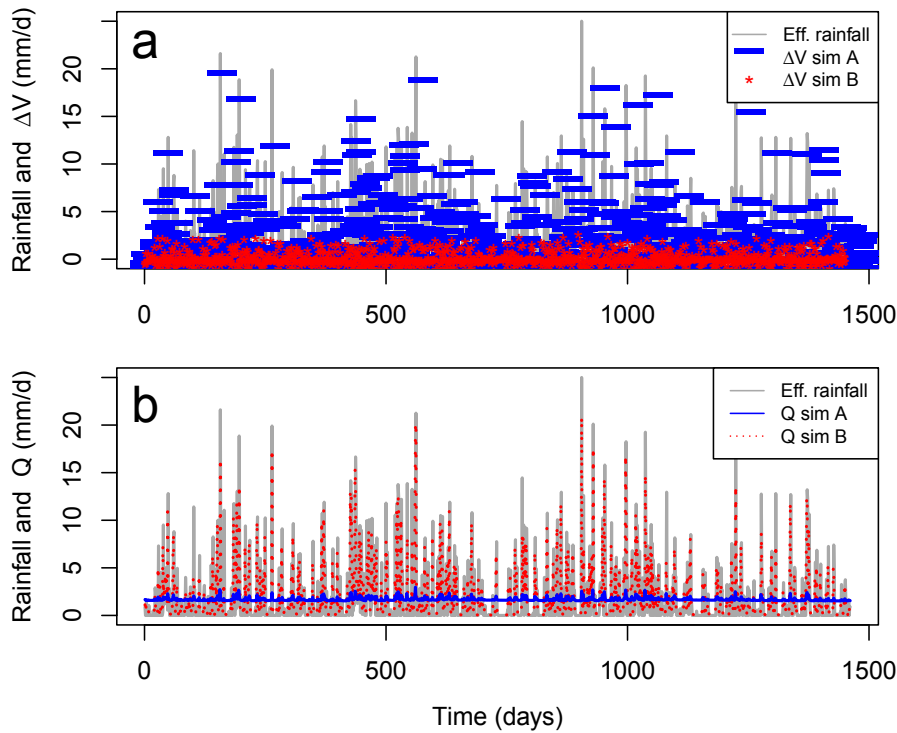 a
Rainfall and ΔV (mm/d)
0
5
10
15
20
Eff. rainfall
ΔV sim A
ΔV sim B
0
500
1000
1500
b
Rainfall and Q (mm/d)
0
5
10
15
20
Eff. rainfall
Q sim A
Q sim B
0
500
1000
1500
Time (days)